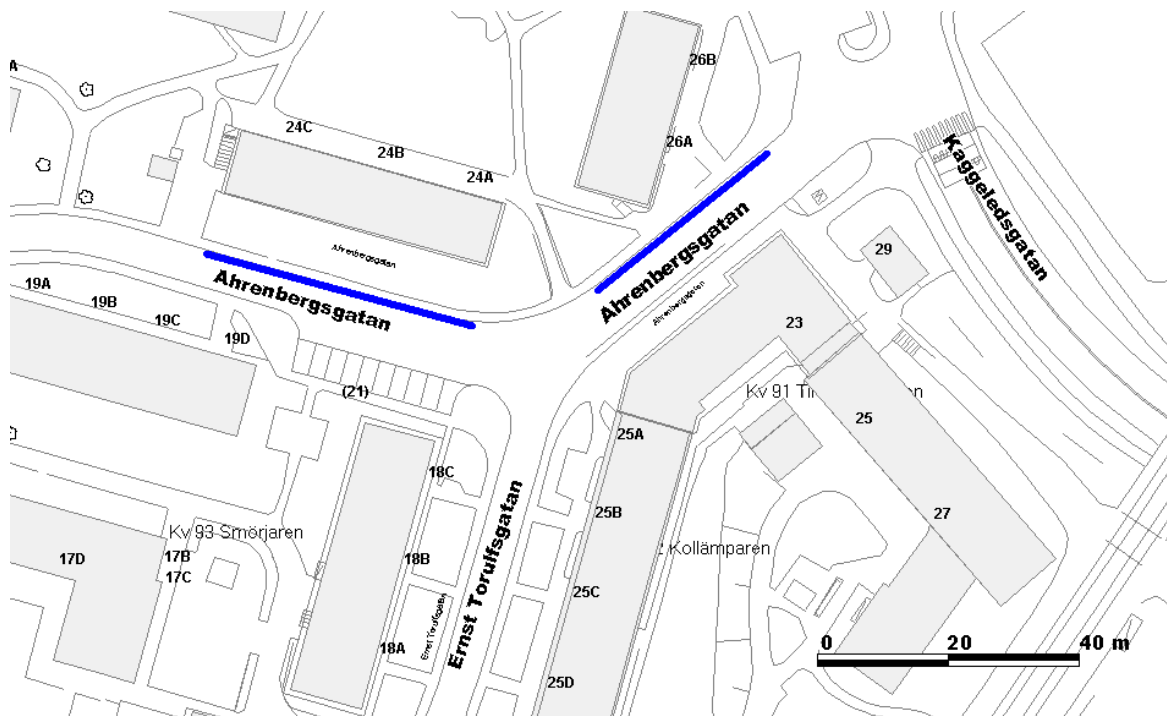 26B
A
24C
26A
24B
24A
Kaggeledsgatan
Ahrenbergsgatan
29
Ahrenbergsgatan
19A
Ahrenbergsgatan
Ahrenbergsgatan
19B
19C
23
19D
(21)
Kv 91
25
25A
18C
25B
27
Kv 93 Smörjaren
Kollämparen
17D
17B
18B
17C
25C
Ernst Torulfsgatan
Ernst Torulfsgatan
18A
25D
0 20 40 m